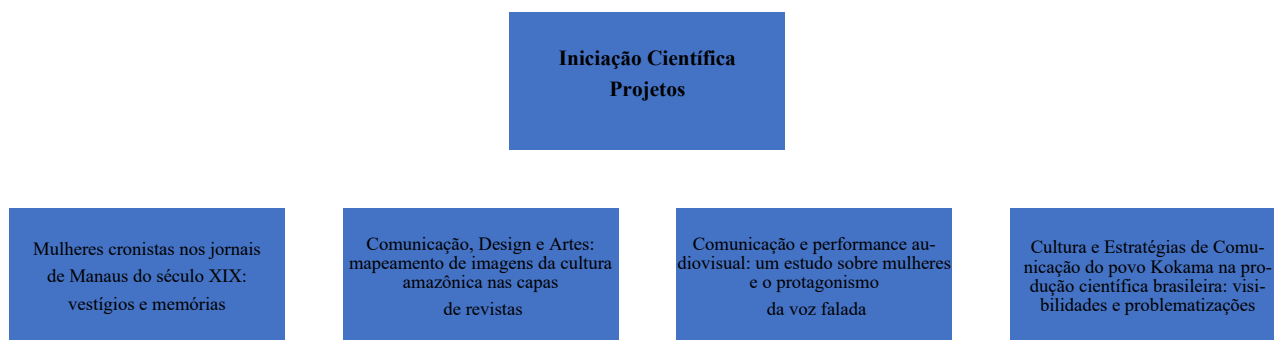 Iniciação Científica
Projetos
Mulheres cronistas nos jornais
de Manaus do século XIX:
vestígios e memórias
Comunicação, Design e Artes:
mapeamento de imagens da cultura
amazônica nas capas
de revistas
Comunicação e performance au-
diovisual: um estudo sobre mulheres
e o protagonismo
da voz falada
Cultura e Estratégias de Comu-
nicação do povo Kokama na pro-
dução científica brasileira: visi-
bilidades e problematizações